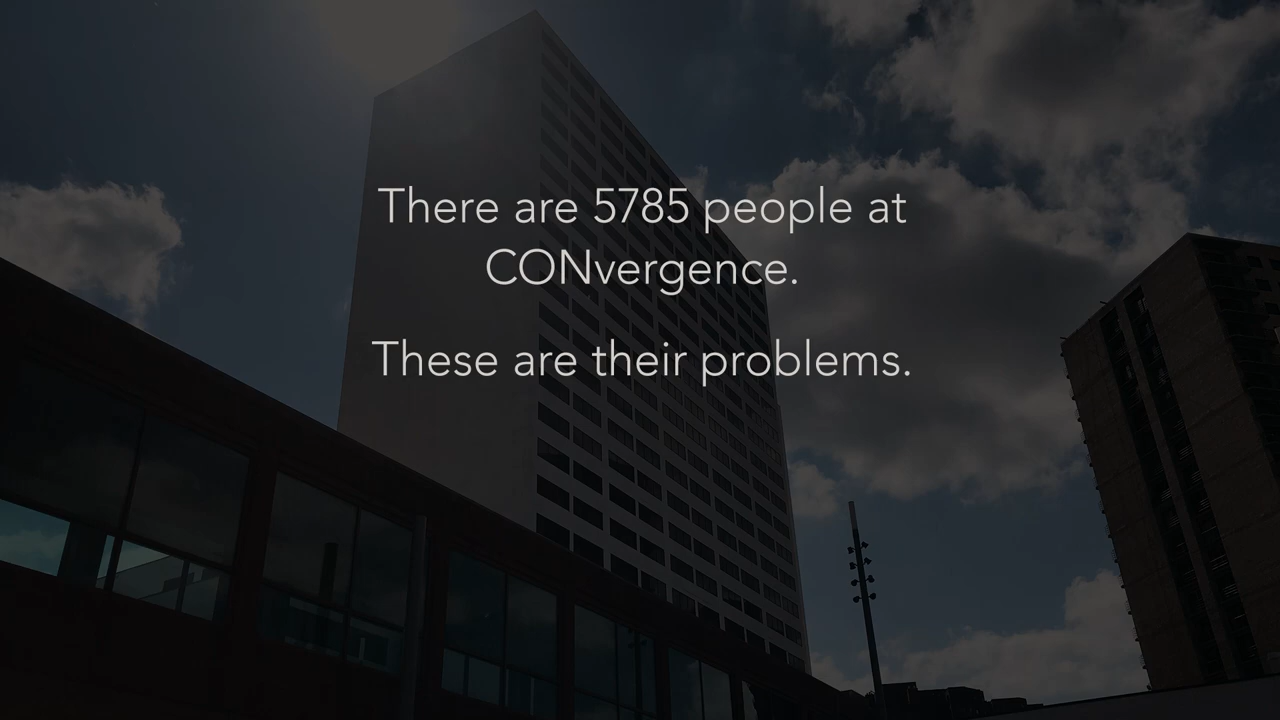 There are 5785 people at
CONvergence.
These are their problems.